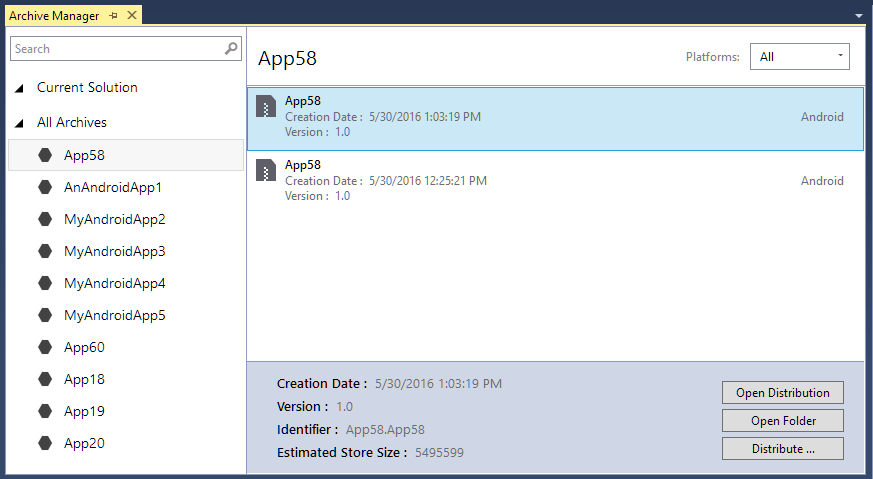 Archive Manager
Search
Current Solution
All Archives
App58
AnAndroidApp1
MyAndroidApp2
MyAndroidApp3
MyAndroidApp4
MyAndroidApp5
App60
App18
App19
App20
App58
Platforms: All
App58
Creation Date : 5/30/2016 1:03:19 PM
Android
Version : 1.0
App58
Creation Date : 5/30/2016 12:25:21 PM
Android
Version : 1.0
Creation Date : 5/30/2016 1:03:19 PM
Version : 1.0
Identifier : App58.App58
Estimated Store Size : 5495599
Open Distribution
Open Folder
Distribute ...